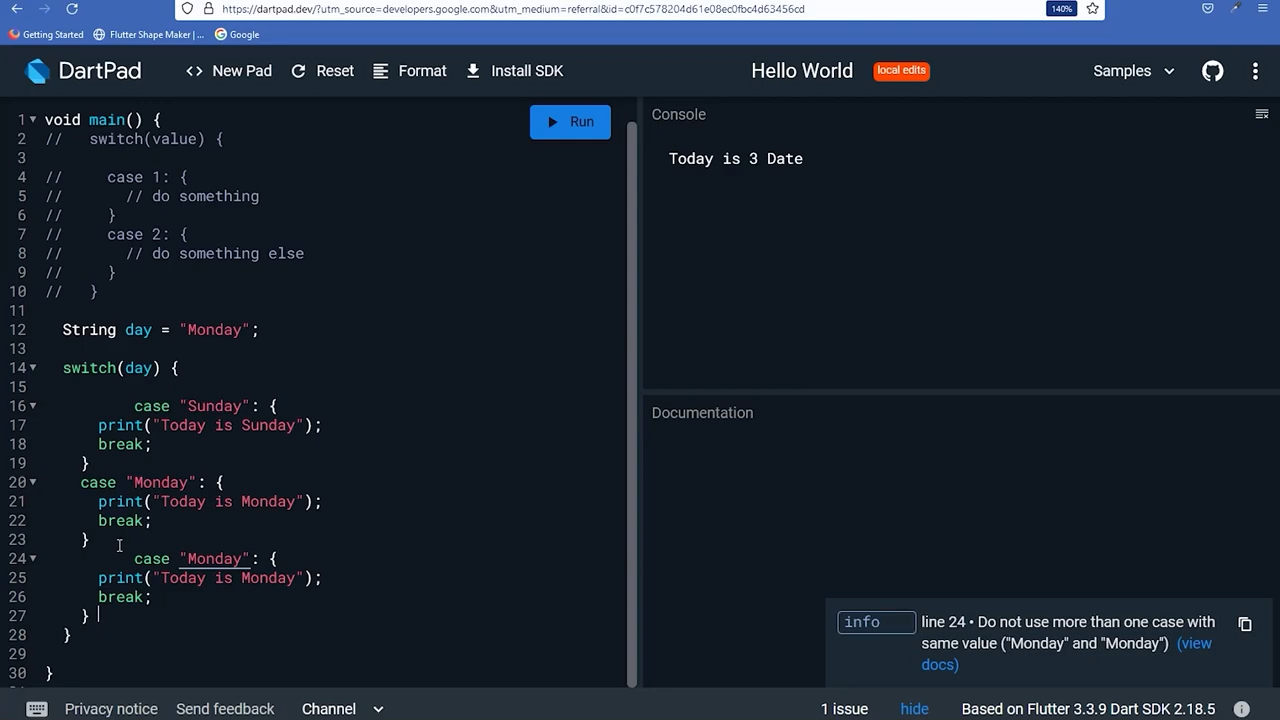 https://dartpad.dev/?utm_source=developers.google.com&utm_medium=referral&id=c0f7c578204d61e08ec0fbc4d63456cd
140%
Getting Started
Flutter Shape Maker | ...
Google
DartPad
<> New Pad
Reset
Format
Install SDK
Hello World
local edits
Samples
1 void main() {
2 // switch(value) {
3
4 // case 1: {
5 // // do something
6 // }
7 // case 2: {
8 // // do something else
9 // }
10 // }
11
12 String day = "Monday";
13
14 switch(day) {
15
16 case "Sunday": {
17 print("Today is Sunday");
18 break;
19 }
20 case "Monday": {
21 print("Today is Monday");
22 break;
23 }
24 case "Monday": {
25 print("Today is Monday");
26 break;
27 }
28 }
29
30 }
Run
Console
Today is 3 Date
Documentation
info
line 24 • Do not use more than one case with
same value ("Monday" and "Monday") (view
docs)
Privacy notice
Send feedback
Channel
1 issue
hide
Based on Flutter 3.3.9 Dart SDK 2.18.5